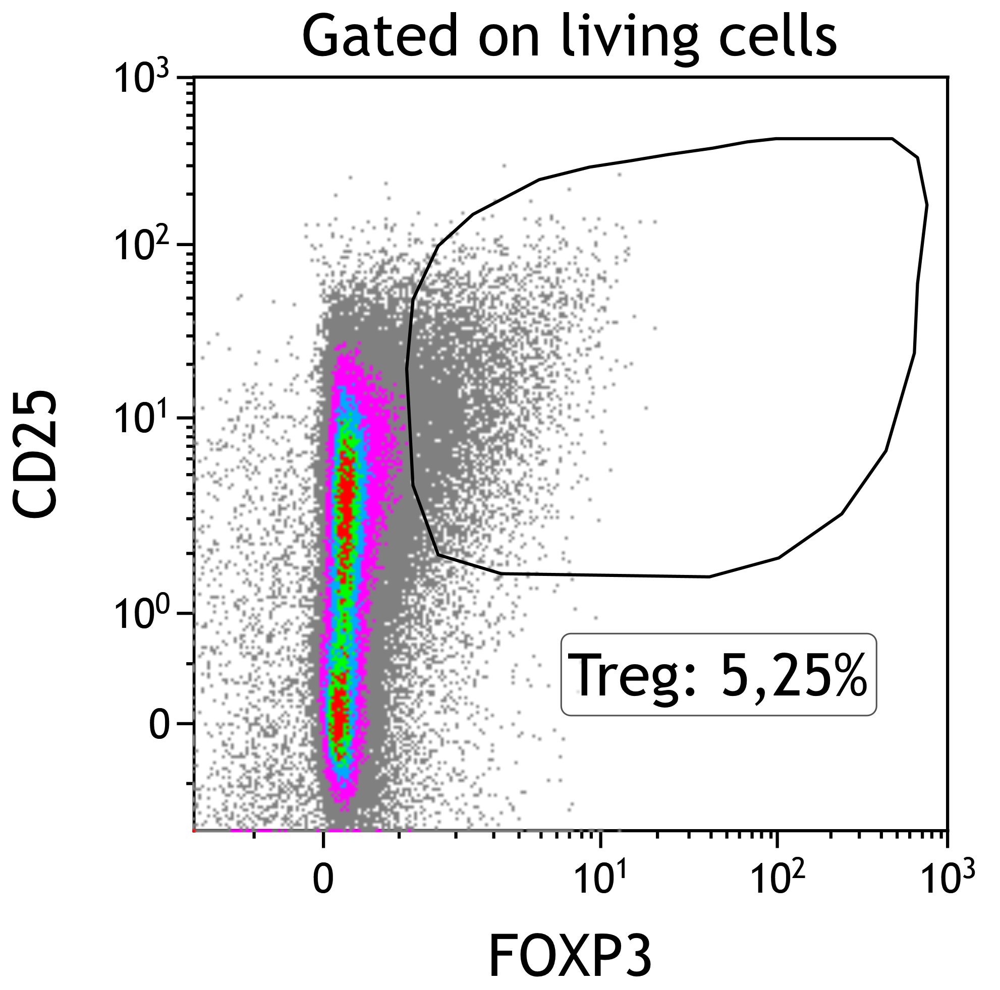 Gated on living cells
10³
10²
10¹
10⁰
0
CD25
Treg: 5,25%
0
10¹
10²
10³
FOXP3